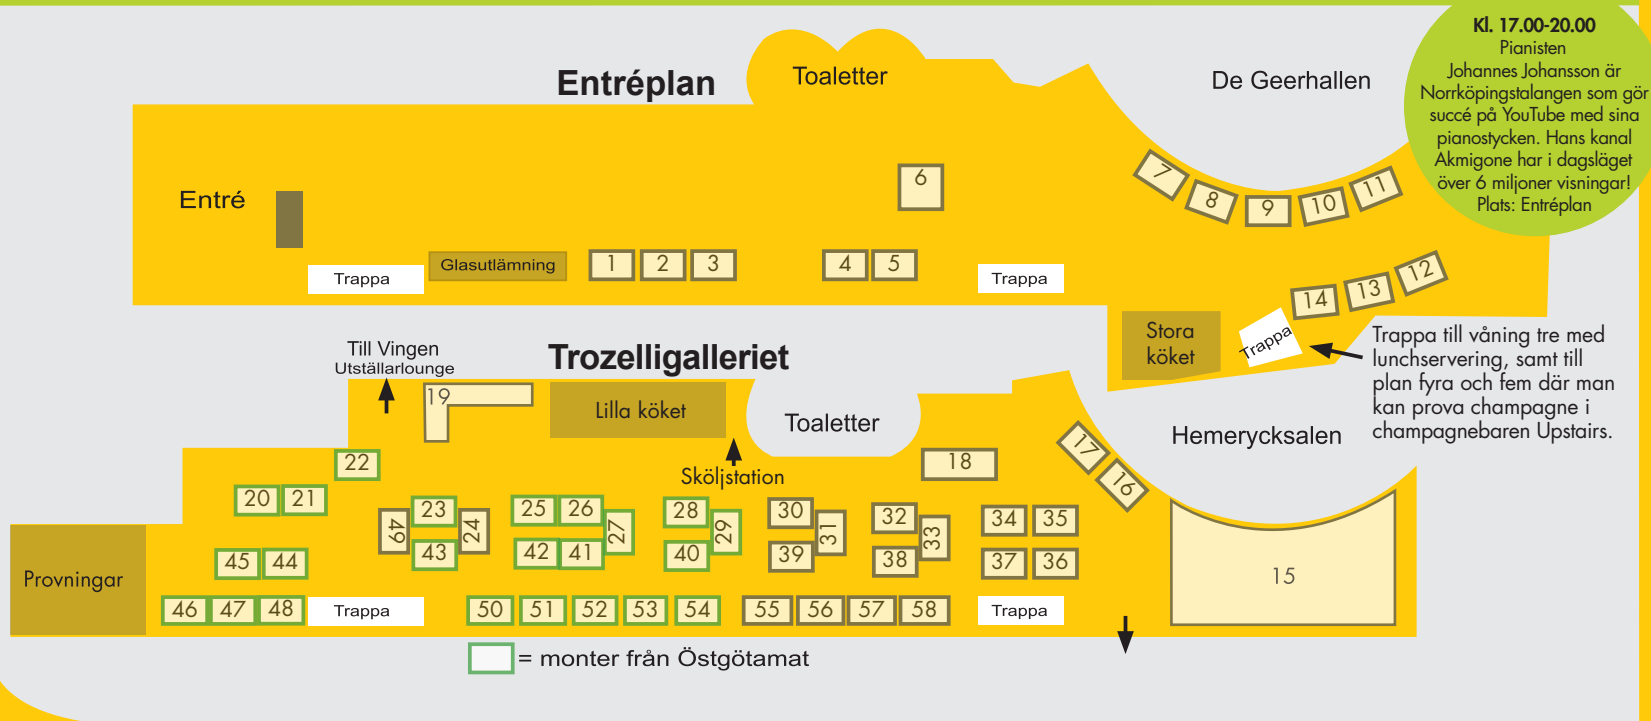 Kl. 17.00-20.00
Pianisten
Johannes Johansson är
Norrköpingstalangen som gör
succé på YouTube med sina
pianostycken. Hans kanal
Akmigone har i dagsläget
över 6 miljoner visningar!
Plats: Entréplan
Entréplan
Toaletter
De Geerhallen
Entré
6
7
8
9
10
11
Trappa
Glasutlämning
1
2
3
4
5
Trappa
14
13
12
Stora
köket
Trappa
Trappa till våning tre med
lunchservering, samt till
plan fyra och fem där man
kan prova champagne i
champagnebaren Upstairs.
Till Vingen
Utställarlounge
Trozelligalleriet
19
Lilla köket
Toaletter
Hemerycksalen
Sköljstation
22
18
17
16
20
21
49
23
24
25
26
27
28
29
30
31
32
33
34
35
45
44
43
42
41
40
39
38
37
36
15
Provningar
46
47
48
Trappa
50
51
52
53
54
55
56
57
58
Trappa
= monter från Östgötamat